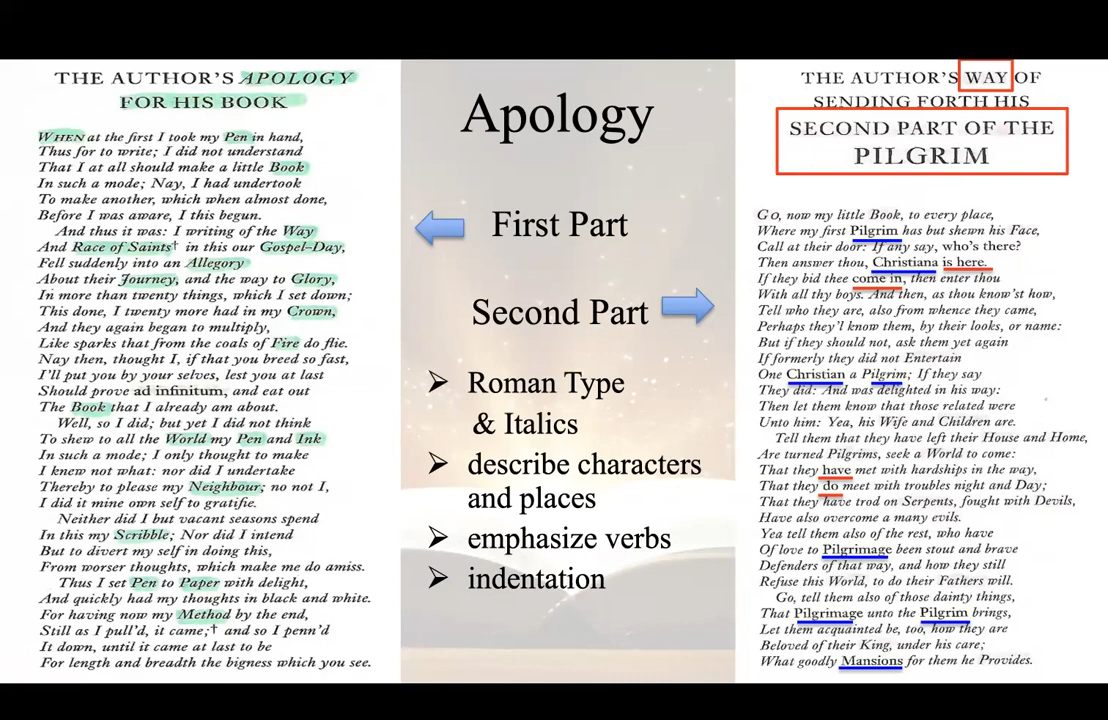 THE AUTHOR'S APOLOGY
FOR HIS BOOK
WHEN at the first I took my Pen in hand,
Thus for to write; I did not understand
That I at all should make a little Book
In such a mode; Nay, I had undertook
To make another, which when almost done,
Before I was aware, I this begun.
And thus it was: I writing of the Way
And Race of Saints† in this our Gospel-Day,
Fell suddenly into an Allegory
About their Journey, and the way to Glory,
In more than twenty things, which I set down;
This done, I twenty more had in my Crown,
And they again began to multiply,
Like sparks that from the coals of Fire do flie.
Nay then, thought I, if that you breed so fast,
I'll put you by your selves, lest you at last
Should prove ad infinitum, and eat out
The Book that I already am about.
Well, so I did; but yet I did not think
To shew to all the World my Pen and Ink
In such a mode; I only thought to make
I knew not what: nor did I undertake
Thereby to please my Neighbour; no not I,
I did it mine own self to gratifie.
Neither did I but vacant seasons spend
In this my Scribble; Nor did I intend
But to divert my self in doing this,
From worser thoughts, which make me do amiss.
Thus I set Pen to Paper with delight,
And quickly had my thoughts in black and white.
For having now my Method by the end,
Still as I pull'd, it came;† and so I penn'd
It down, until it came at last to be
For length and breadth the bigness which you see.
Apology
First Part
Second Part
Roman Type
& Italics
describe characters
and places
emphasize verbs
indentation
THE AUTHOR'S WAY OF
SENDING FORTH HIS
SECOND PART OF THE
PILGRIM
GO, now my little Book, to every place,
Where my first Pilgrim has but shewn his Face,
Call at their door: If any say, who's there?
Then answer thou, Christiana is here.
If they bid thee come in, then enter thou
With all thy boys. And then, as thou know'st how,
Tell who they are, also from whence they came,
Perhaps they'l know them, by their looks, or name:
But if they should not, ask them yet again
If formerly they did not Entertain
One Christian a Pilgrim; If they say
They did: And was delighted in his way:
Then let them know that those related were
Unto him: Yea, his Wife and Children are.
Tell them that they have left their House and Home,
Are turned Pilgrims, seek a World to come:
That they have met with hardships in the way,
That they do meet with troubles night and Day;
That they have trod on Serpents, fought with Devils,
Have also overcome a many evils.
Yea tell them also of the rest, who have
Of love to Pilgrimage been stout and brave
Defenders of that way, and how they still
Refuse this World, to do their Fathers will.
Go, tell them also of those dainty things,
That Pilgrimage unto the Pilgrim brings,
Let them acquainted be, too, how they are
Beloved of their King, under his care;
What goodly Mansions for them he Provides.